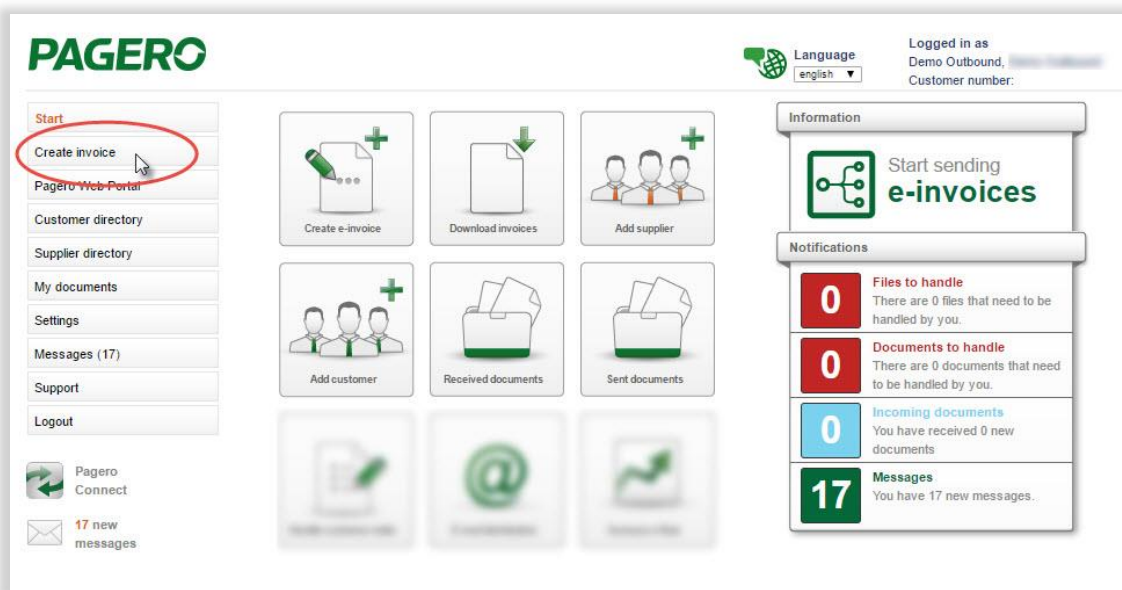 PAGERO
Language
english
Logged in as
Demo Outbound,
Customer number:
Start
Create invoice
Pagero Web Portal
Customer directory
Supplier directory
My documents
Settings
Messages (17)
Support
Logout
Pagero
Connect
17 new
messages
Create e-invoice
Download invoices
Add supplier
Add customer
Received documents
Sent documents
Information
Start sending
e-invoices
Notifications
0
Files to handle
There are 0 files that need to be
handled by you.
0
Documents to handle
There are 0 documents that need
to be handled by you.
0
Incoming documents
You have received 0 new
documents
17
Messages
You have 17 new messages.